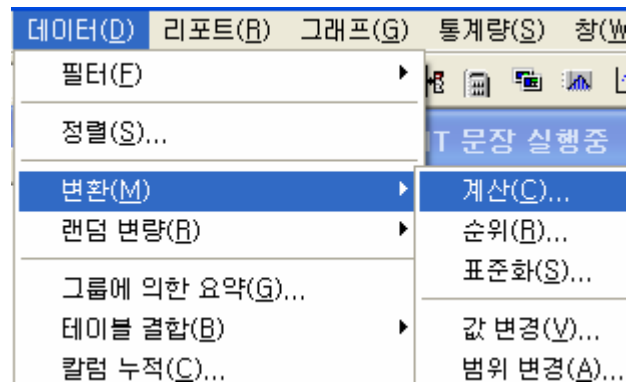 데이터(D) 리포트(R) 그래프(G) 통계량(S) 창(W
필터(F)
정렬(S)...
IT 문장 실행중
변환(M)
계산(C)...
랜덤 변량(R)
순위(R)...
표준화(S)...
그룹에 의한 요약(G)...
테이블 결합(B)
값 변경(V)...
칼럼 누적(C)...
범위 변경(A)...